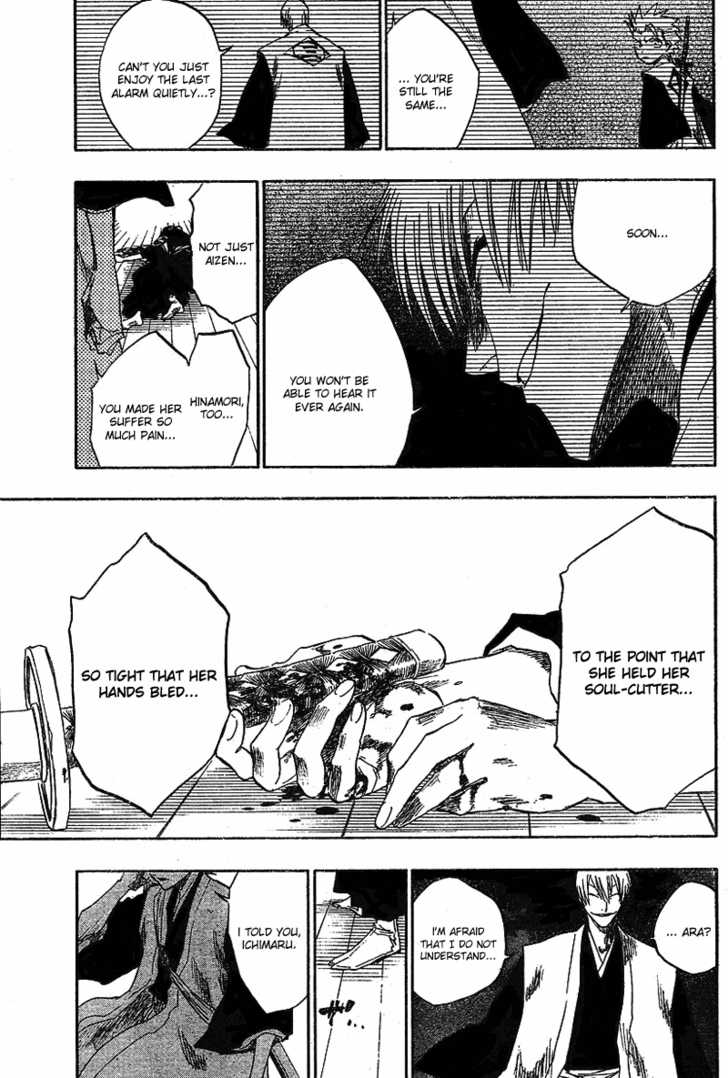 ... YOU'RE
STILL THE
SAME...
CAN'T YOU JUST
ENJOY THE LAST
ALARM QUIETLY...?
SOON...
YOU WON'T BE
ABLE TO HEAR IT
EVER AGAIN.
NOT JUST
AIZEN...
HINAMORI,
TOO...
YOU MADE HER
SUFFER SO
MUCH PAIN...
TO THE POINT THAT
SHE HELD HER
SOUL-CUTTER...
SO TIGHT THAT HER
HANDS BLED...
... ARA?
I'M AFRAID
THAT I DO NOT
UNDERSTAND...
I TOLD YOU,
ICHIMARU.